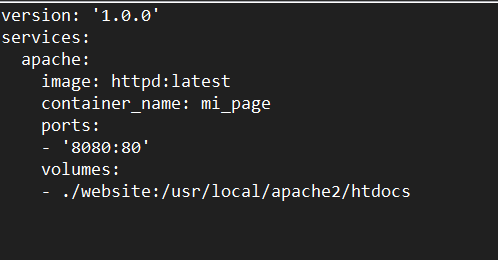 version: '1.0.0'
services:
  apache:
    image: httpd:latest
    container_name: mi_page
    ports:
    - '8080:80'
    volumes:
    - ./website:/usr/local/apache2/htdocs